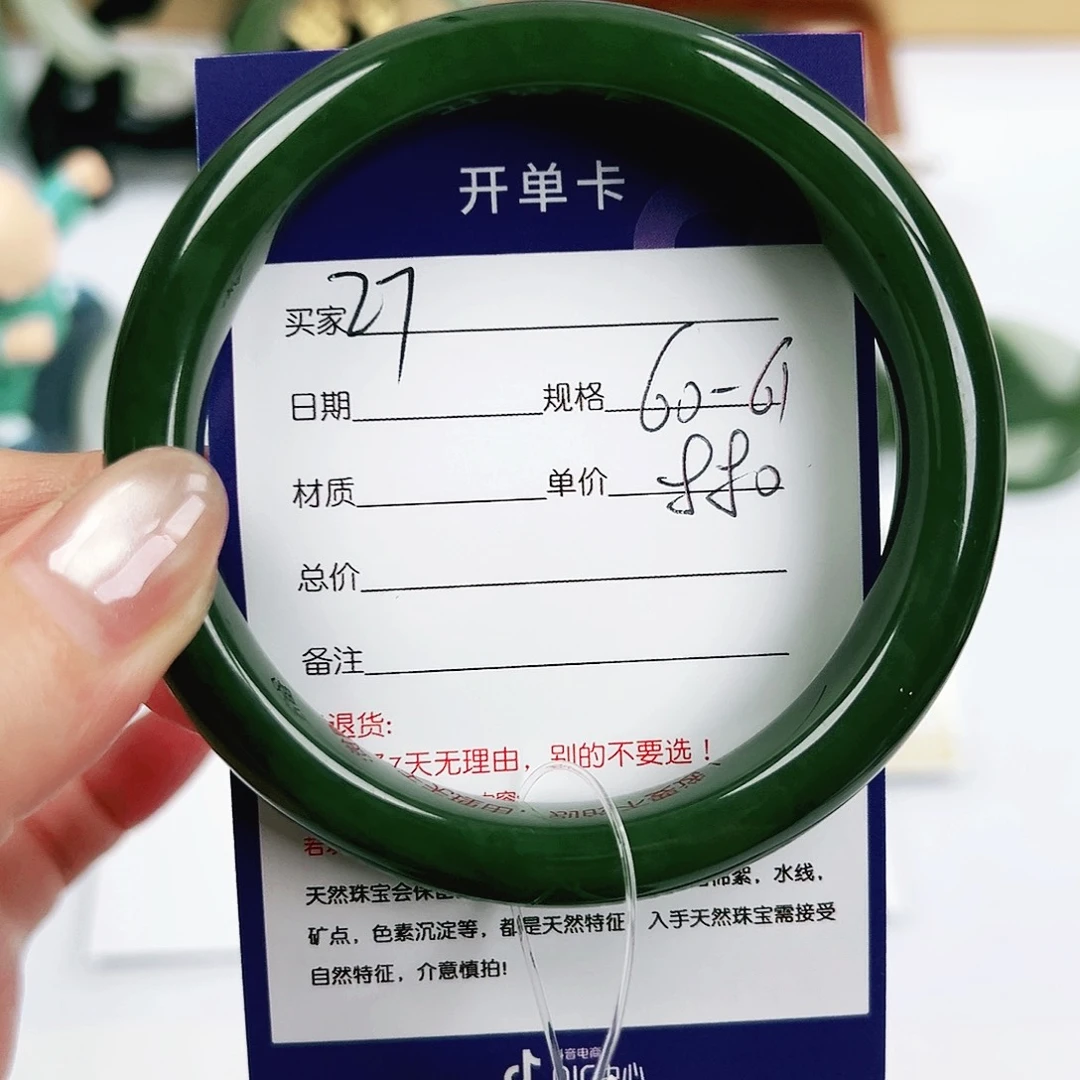 开单卡
买家 27
日期 规格 60-61
材质 单价
总价
备注
退货:
7天无理由，别的不要选！
天然珠宝会保 棉絮，水线，
矿点，色素沉淀等，都是天然特征 入手天然珠宝需接受
自然特征，介意慎拍!